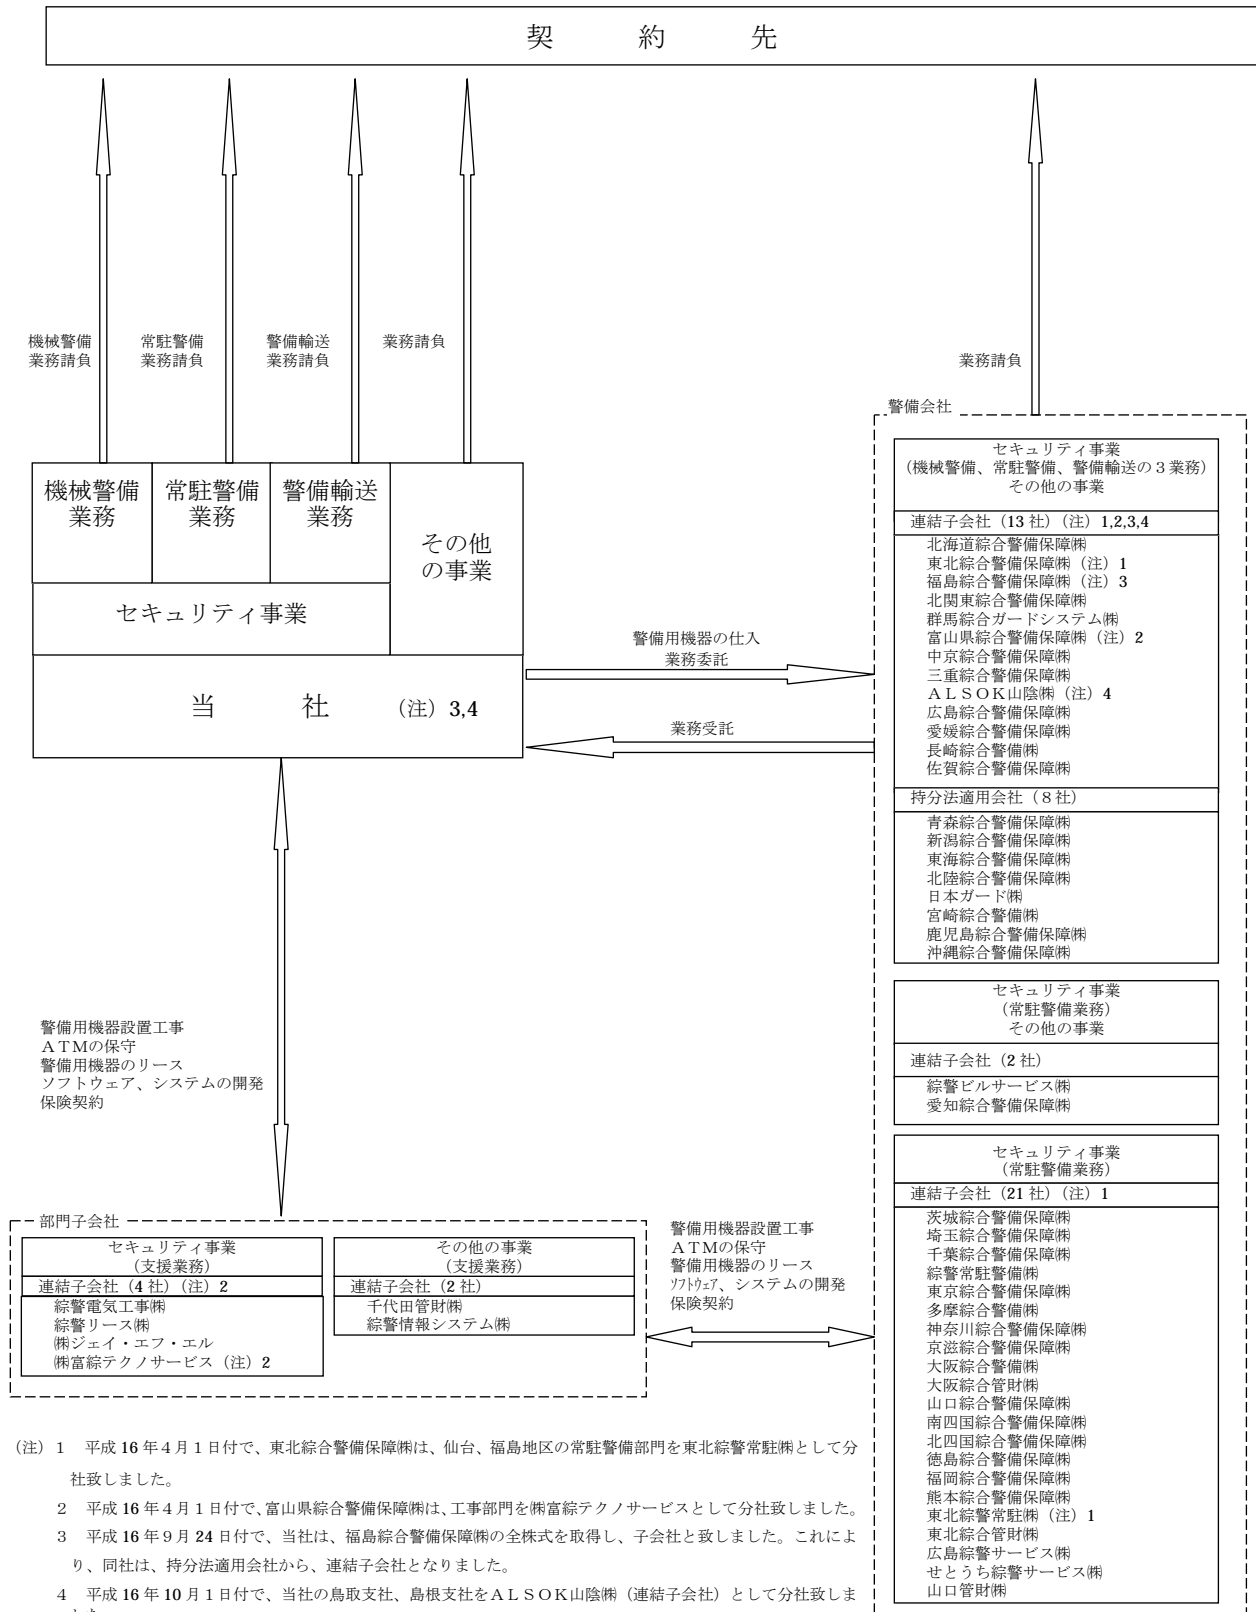 契　約　先
機械警備
業務請負
常駐警備
業務請負
警備輸送
業務請負
業務請負
業務請負
機械警備
業務
常駐警備
業務
警備輸送
業務
その他
の事業
セキュリティ事業
当　社　(注) 3,4
警備用機器の仕入
業務委託
業務受託
警備会社
セキュリティ事業
(機械警備、常駐警備、警備輸送の３業務)
その他の事業
連結子会社（13 社）(注）1,2,3,4
北海道綜合警備保障㈱
東北綜合警備保障㈱（注）1
福島綜合警備保障㈱（注）3
北関東綜合警備保障㈱
群馬綜合ガードシステム㈱
富山県綜合警備保障㈱（注）2
中京綜合警備保障㈱
三重綜合警備保障㈱
ＡＬＳＯＫ山陰㈱（注）4
広島綜合警備保障㈱
愛媛綜合警備保障㈱
長崎綜合警備㈱
佐賀綜合警備保障㈱
持分法適用会社（８社）
青森綜合警備保障㈱
新潟綜合警備保障㈱
東海綜合警備保障㈱
北陸綜合警備保障㈱
日本ガード㈱
宮崎綜合警備㈱
鹿児島綜合警備保障㈱
沖縄綜合警備保障㈱
セキュリティ事業
(常駐警備業務)
その他の事業
連結子会社（2 社）
綜警ビルサービス㈱
愛知綜合警備保障㈱
セキュリティ事業
(常駐警備業務)
連結子会社（21 社）(注）1
茨城綜合警備保障㈱
埼玉綜合警備保障㈱
千葉綜合警備保障㈱
綜警常駐警備㈱
東京綜合警備保障㈱
多摩綜合警備㈱
神奈川綜合警備保障㈱
京滋綜合警備保障㈱
大阪綜合警備㈱
大阪綜合管財㈱
山口綜合警備保障㈱
南四国綜合警備保障㈱
北四国綜合警備保障㈱
徳島綜合警備保障㈱
福岡綜合警備保障㈱
熊本綜合警備保障㈱
東北綜警常駐㈱（注）1
東北綜合管財㈱
広島綜警サービス㈱
せとうち綜警サービス㈱
山口管財㈱
警備用機器設置工事
ＡＴＭの保守
警備用機器のリース
ソフトウェア、システムの開発
保険契約
部門子会社
セキュリティ事業
(支援業務)
連結子会社（4 社）(注）2
綜警電気工事㈱
綜警リース㈱
㈱ジェイ・エフ・エル
㈱富綜テクノサービス（注）2
その他の事業
(支援業務)
連結子会社（2 社）
千代田管財㈱
綜警情報システム㈱
警備用機器設置工事
ＡＴＭの保守
警備用機器のリース
ｿﾌﾄｳｪｱ、システムの開発
保険契約
（注）１　平成 16 年４月１日付で、東北綜合警備保障㈱は、仙台、福島地区の常駐警備部門を東北綜警常駐㈱として分
社致しました。
２　平成 16 年４月１日付で、富山県綜合警備保障㈱は、工事部門を㈱富綜テクノサービスとして分社致しました。
３　平成 16 年９月 24 日付で、当社は、福島綜合警備保障㈱の全株式を取得し、子会社と致しました。これによ
り、同社は、持分法適用会社から、連結子会社となりました。
４　平成 16 年 10 月１日付で、当社の鳥取支社、島根支社をＡＬＳＯＫ山陰㈱（連結子会社）として分社致しま